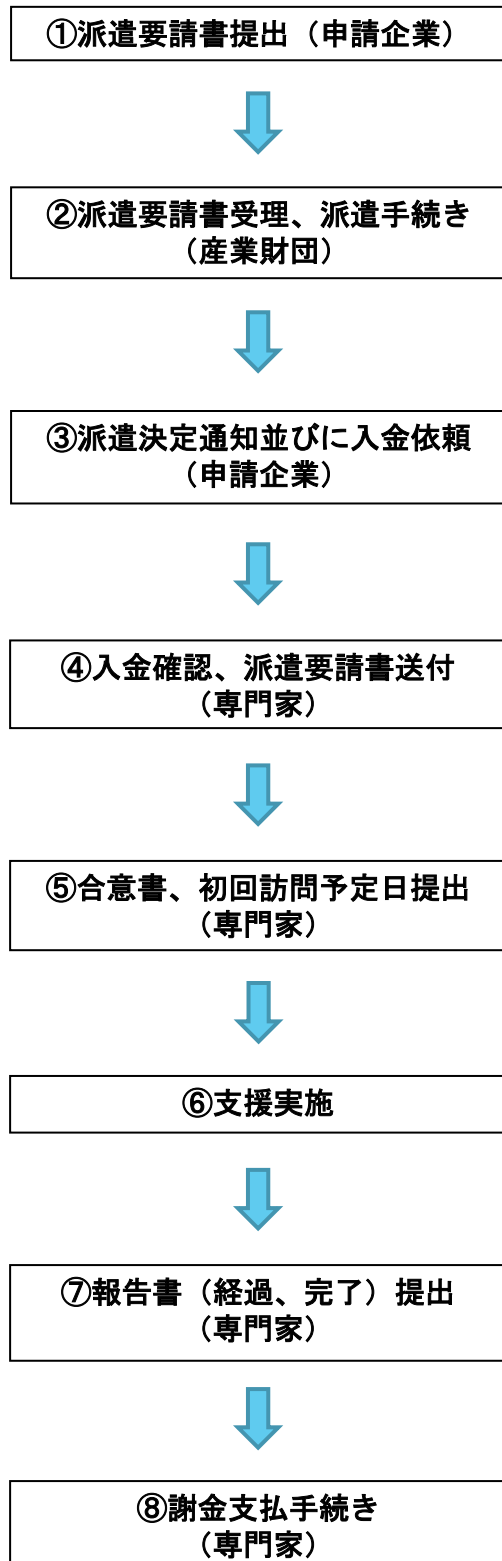 ①派遣要請書提出（申請企業）
②派遣要請書受理、派遣手続き
（産業財団）
③派遣決定通知並びに入金依頼
（申請企業）
④入金確認、派遣要請書送付
（専門家）
⑤合意書、初回訪問予定日提出
（専門家）
⑥支援実施
⑦報告書（経過、完了）提出
（専門家）
⑧謝金支払手続き
（専門家）